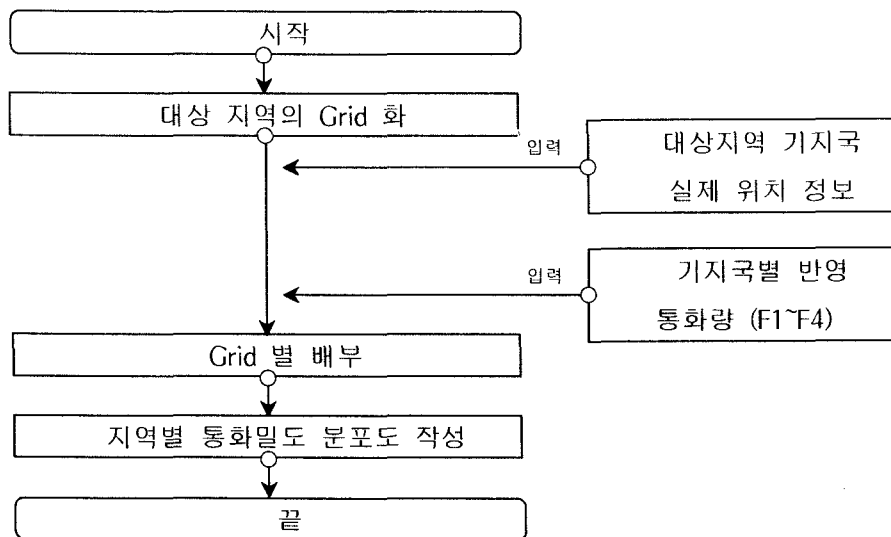 시작
대상 지역의 Grid 화
입력
대상지역 기지국
실제 위치 정보
입력
기지국별 반영
통화량 (F1~F4)
Grid 별 배부
지역별 통화밀도 분포도 작성
끝